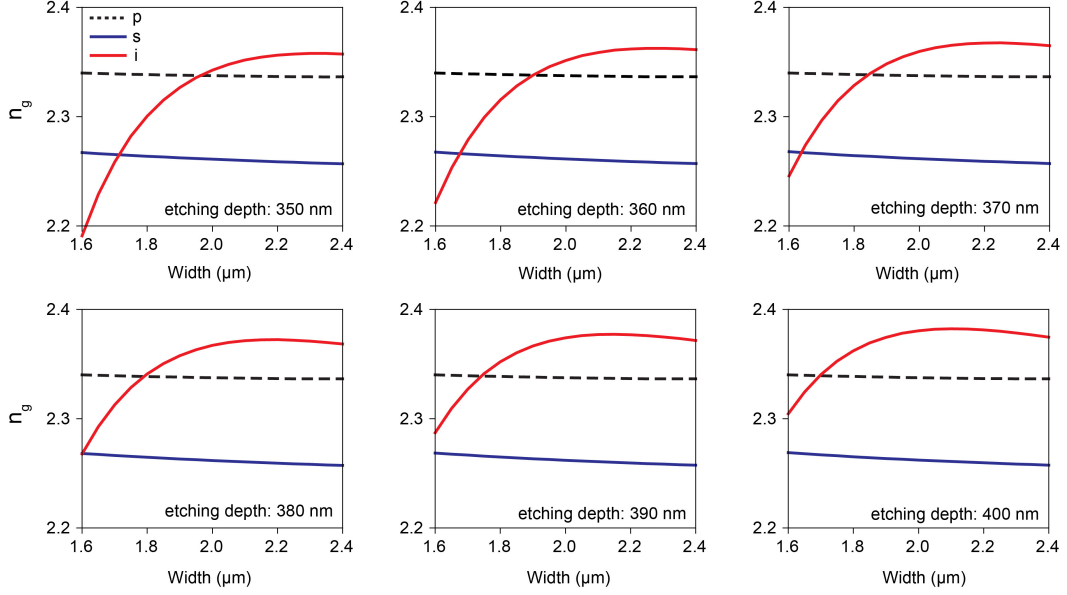 2.4
2.3
2.2
n_g
p
s
i
etching depth: 350 nm
1.6 1.8 2.0 2.2 2.4
Width (µm)
2.4
2.3
2.2
etching depth: 360 nm
1.6 1.8 2.0 2.2 2.4
Width (µm)
2.4
2.3
2.2
etching depth: 370 nm
1.6 1.8 2.0 2.2 2.4
Width (µm)
2.4
2.3
2.2
n_g
etching depth: 380 nm
1.6 1.8 2.0 2.2 2.4
Width (µm)
2.4
2.3
2.2
etching depth: 390 nm
1.6 1.8 2.0 2.2 2.4
Width (µm)
2.4
2.3
2.2
etching depth: 400 nm
1.6 1.8 2.0 2.2 2.4
Width (µm)